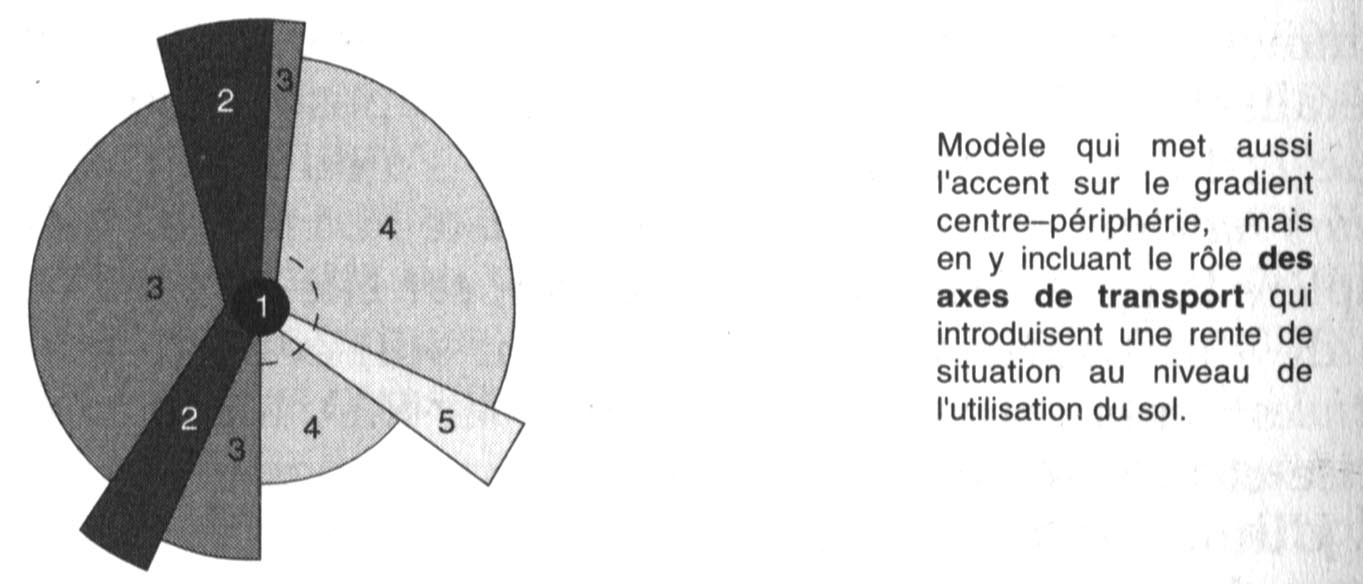 2
3
4
3
1
2
3
4
5
Modèle qui met aussi
l'accent sur le gradient
centre–périphérie, mais
en y incluant le rôle des
axes de transport qui
introduisent une rente de
situation au niveau de
l'utilisation du sol.